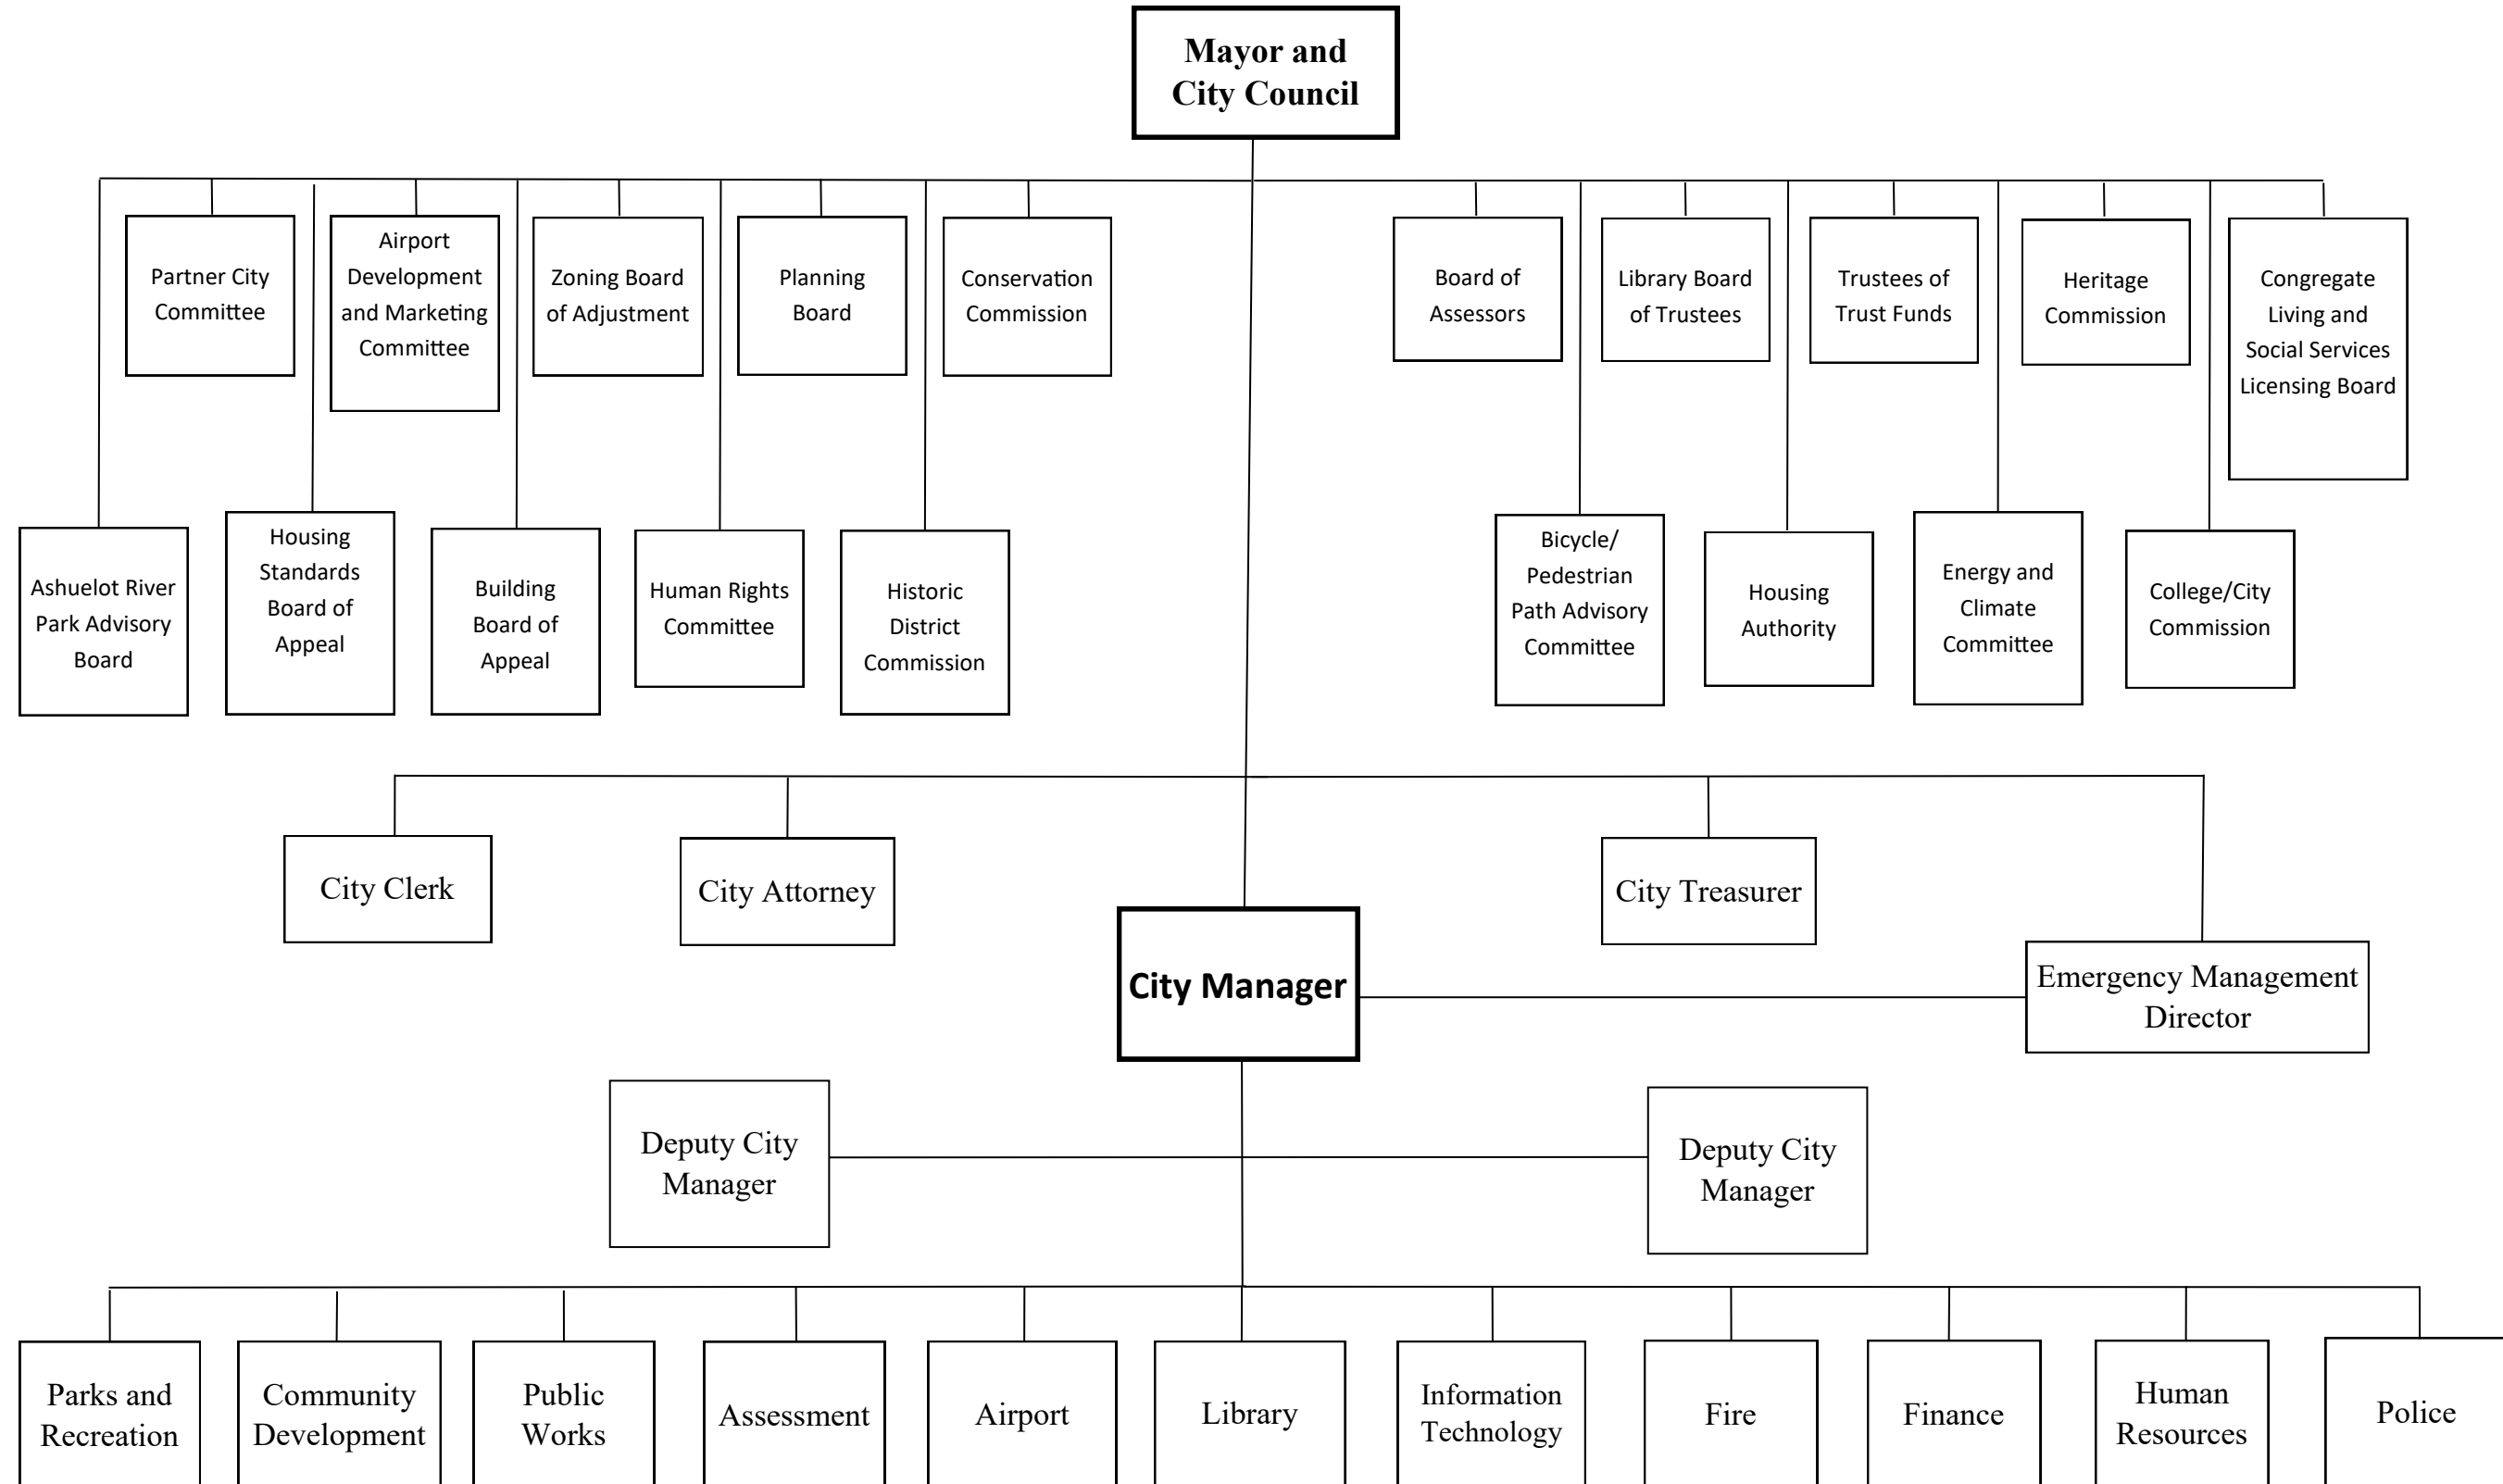 Mayor and
City Council
Partner City
Committee
Airport
Development
and Marketing
Committee
Zoning Board
of Adjustment
Planning
Board
Conservation
Commission
Board of
Assessors
Library Board
of Trustees
Trustees of
Trust Funds
Heritage
Commission
Congregate
Living and
Social Services
Licensing Board
Ashuelot River
Park Advisory
Board
Housing
Standards
Board of
Appeal
Building
Board of
Appeal
Human Rights
Committee
Historic
District
Commission
Bicycle/
Pedestrian
Path Advisory
Committee
Housing
Authority
Energy and
Climate
Committee
College/City
Commission
City Clerk
City Attorney
City Treasurer
City Manager
Emergency Management
Director
Deputy City
Manager
Deputy City
Manager
Parks and
Recreation
Community
Development
Public
Works
Assessment
Airport
Library
Information
Technology
Fire
Finance
Human
Resources
Police